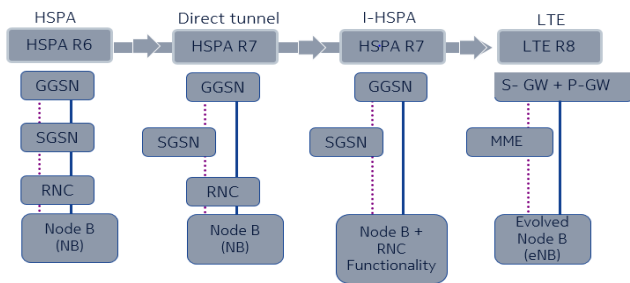 HSPA
Direct tunnel
I-HSPA
LTE
HSPA R6
HSPA R7
HSPA R7
LTE R8
GGSN
GGSN
GGSN
S- GW + P-GW
SGSN
SGSN
SGSN
MME
RNC
RNC
Node B
(NB)
Node B
(NB)
Node B +
RNC
Functionality
Evolved
Node B
(eNB)